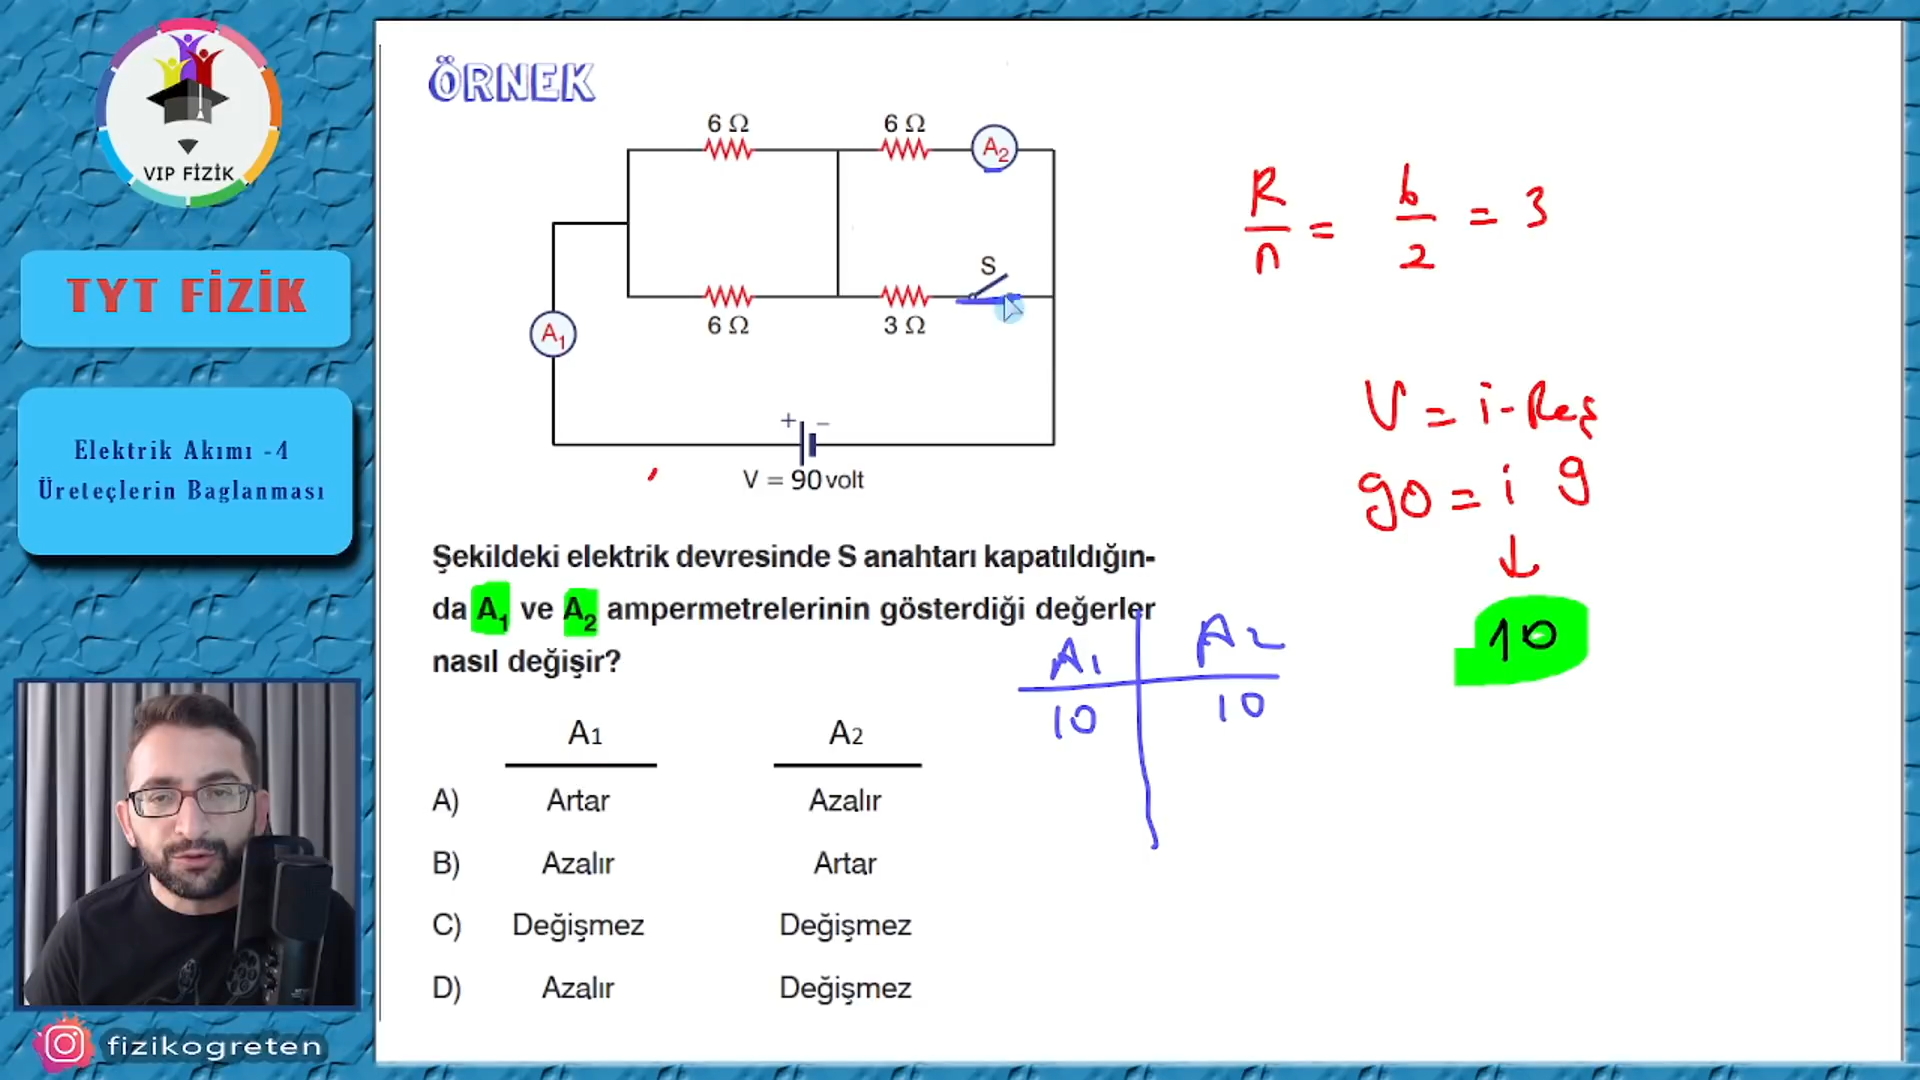 VIP FİZİK
TYT FİZİK
Elektrik Akımı -4
Üreteçlerin Baglanması
fizikogreten
ÖRNEK
6 Ω
6 Ω
A2
S
6 Ω
3 Ω
A1
+ −
V = 90 volt
R/n = 6/2 = 3
V = i·Reş
90 = i 9
↓
10
Şekildeki elektrik devresinde S anahtarı kapatıldığın-
da A1 ve A2 ampermetrelerinin gösterdiği değerler
nasıl değişir?
A1 A2
10 10
A1 A2
A) Artar Azalır
B) Azalır Artar
C) Değişmez Değişmez
D) Azalır Değişmez